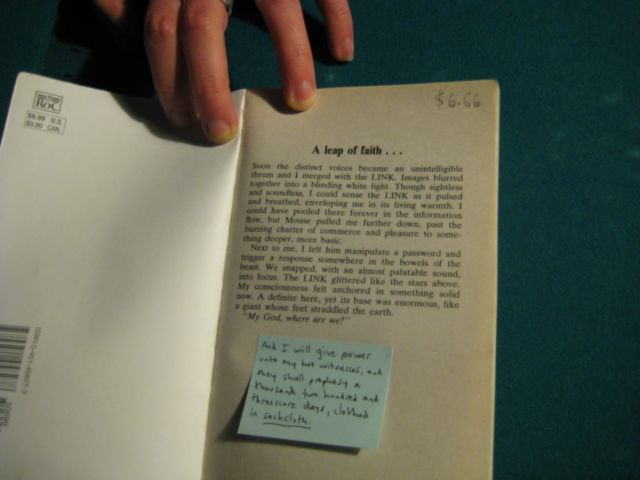 ROC
$5.99 U.S.
$6.66
A leap of faith . . .
Soon the distinct voices became an unintelligible
thrum and I merged with the LINK. Images blurred
together into a blinding white light. Though sightless
and soundless, I could sense the LINK as it pulsed
and breathed, enveloping me in its living warmth. I
could have pooled there forever in the information
flow, but Mouse pulled me further down, past the
buzzing chatter of commerce and pleasure to some-
thing deeper, more basic.
Next to me, I felt him manipulate a password and
trigger a response somewhere in the bowels of the
beast. We snapped, with an almost palatable sound,
into focus. The LINK glittered like the stars above.
My consciousness felt anchored in something solid
now. A definite here, yet its base was enormous, like
a giant whose feet straddled the earth.
"My God, where are we?"
And I will give power
unto my two witnesses, and
they shall prophesy a
thousand two hundred and
threescore days, clothed
in sackcloth.